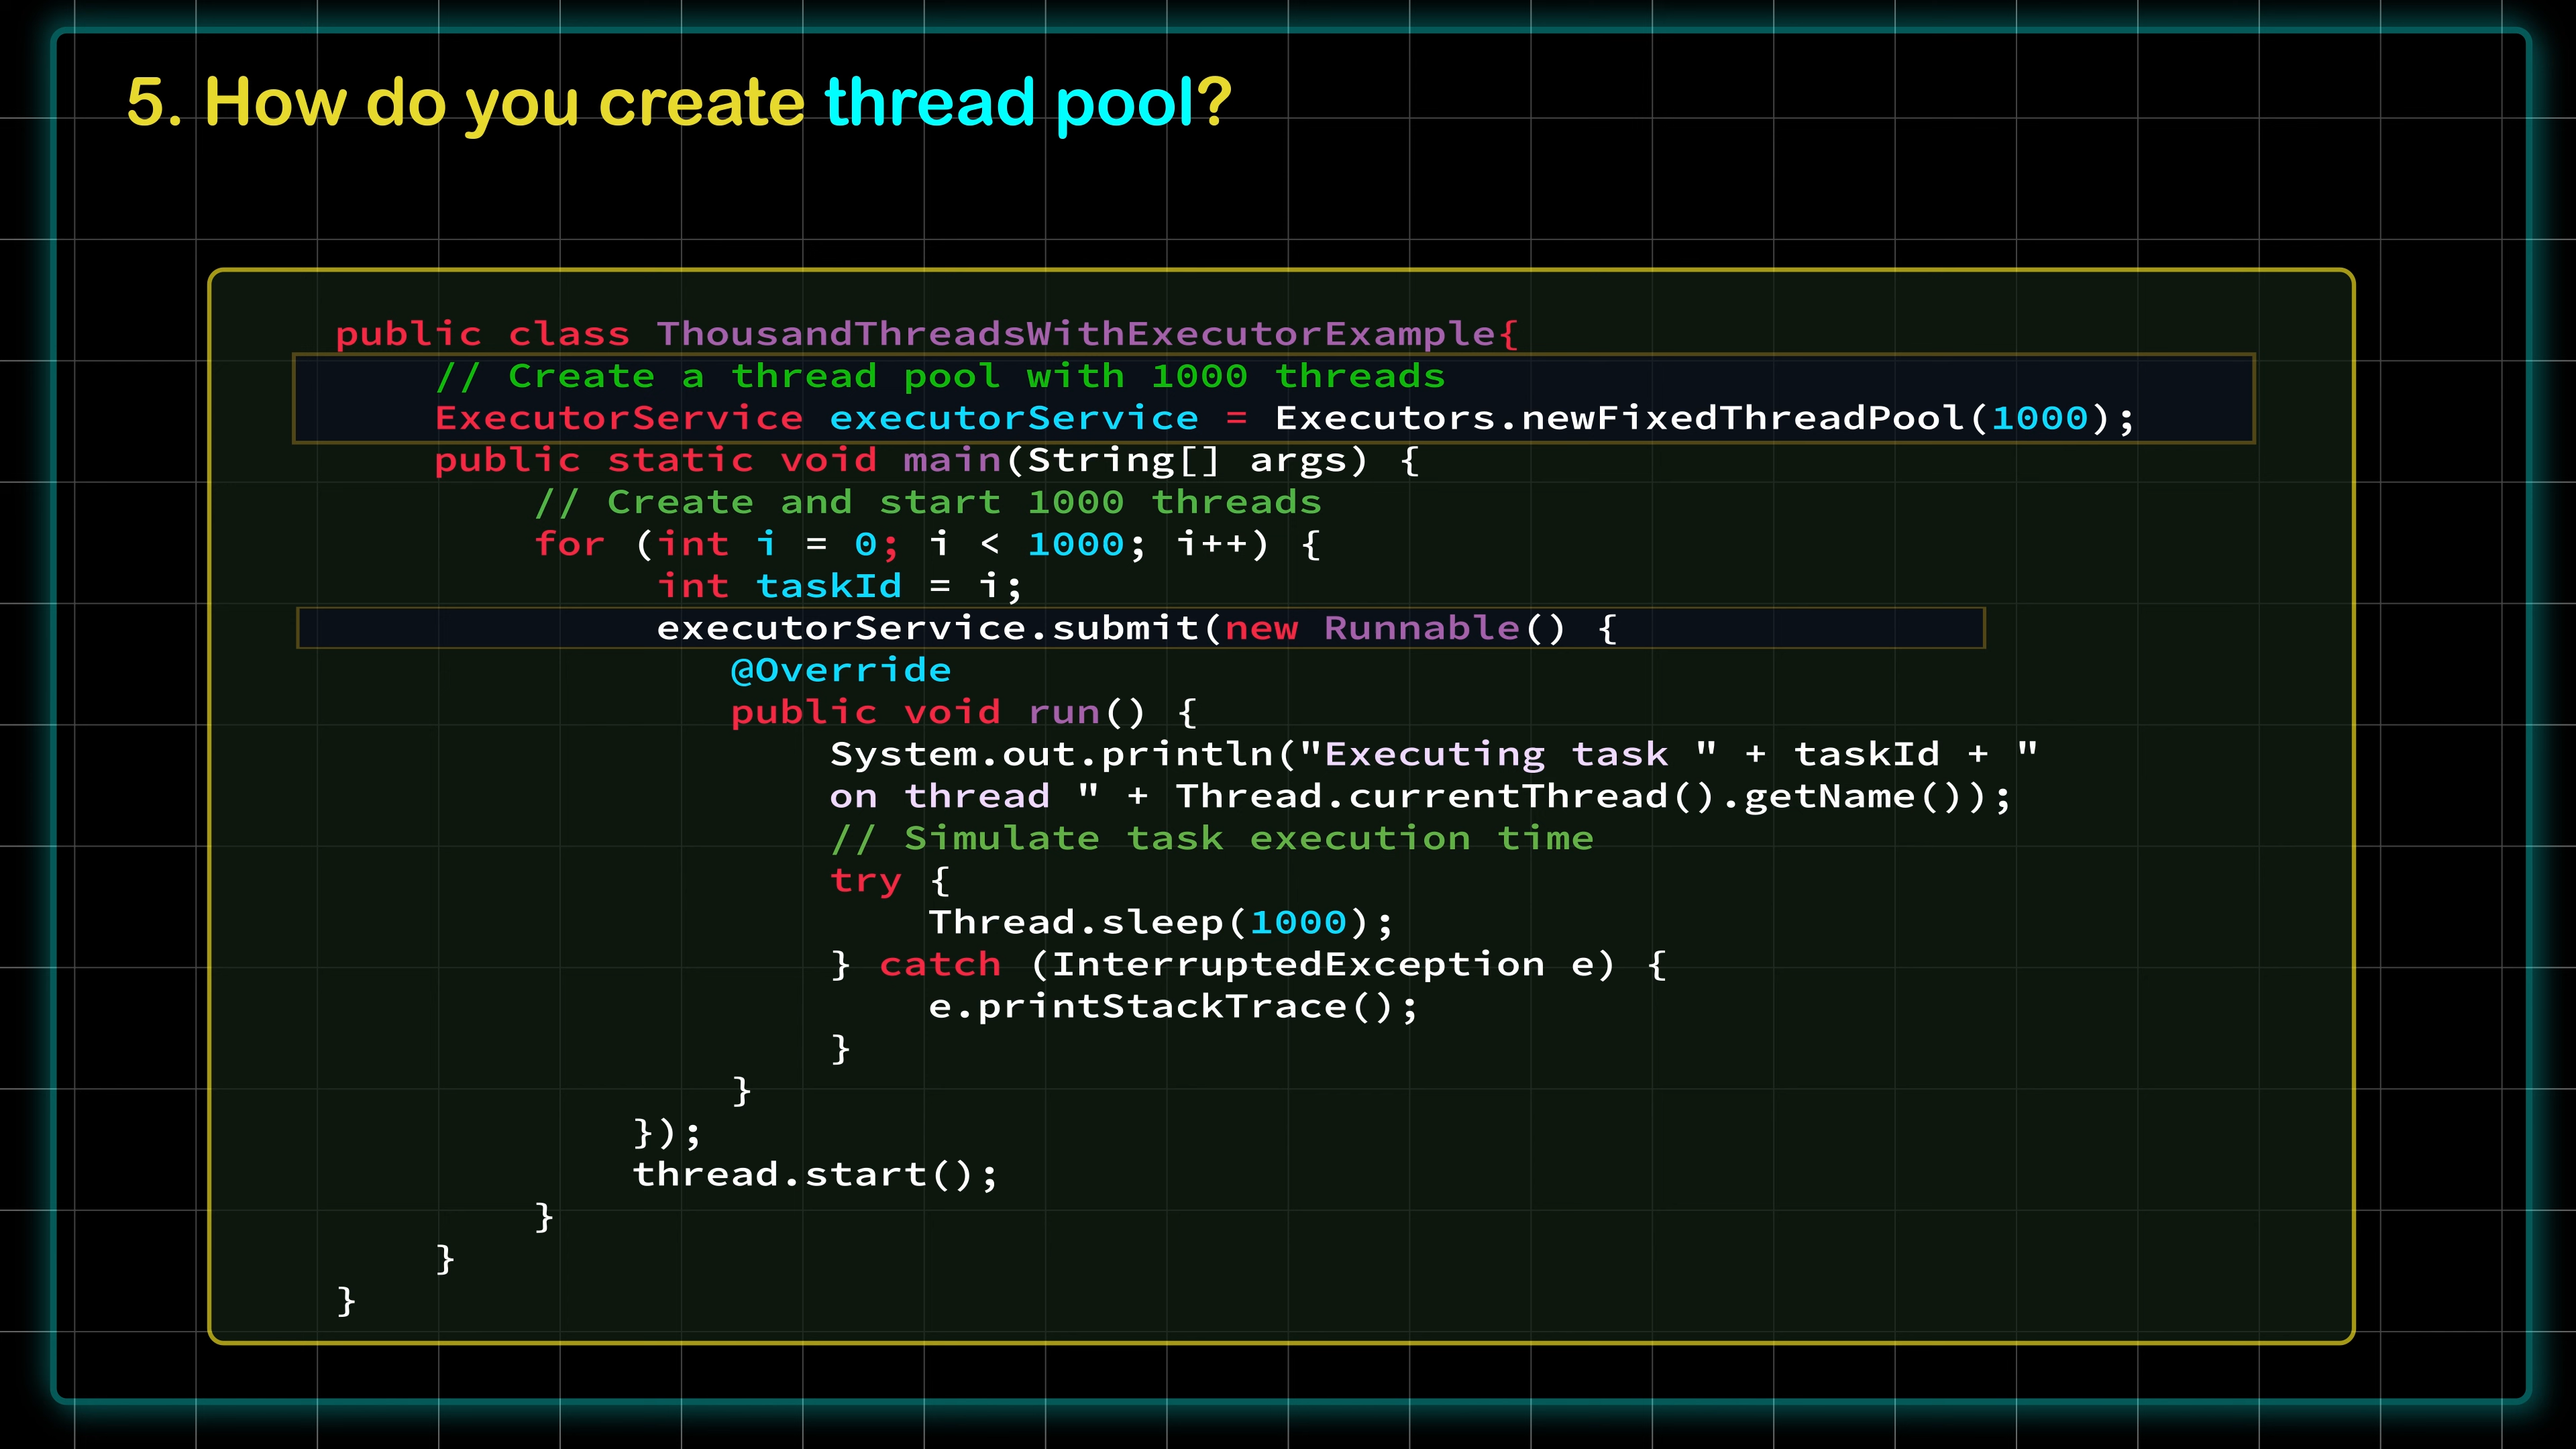 5. How do you create thread pool?
public class ThousandThreadsWithExecutorExample{
// Create a thread pool with 1000 threads
ExecutorService executorService = Executors.newFixedThreadPool(1000);
public static void main(String[] args) {
// Create and start 1000 threads
for (int i = 0; i < 1000; i++) {
int taskId = i;
executorService.submit(new Runnable() {
@Override
public void run() {
System.out.println("Executing task " + taskId + "
on thread " + Thread.currentThread().getName());
// Simulate task execution time
try {
Thread.sleep(1000);
} catch (InterruptedException e) {
e.printStackTrace();
}
}
});
thread.start();
}
}
}